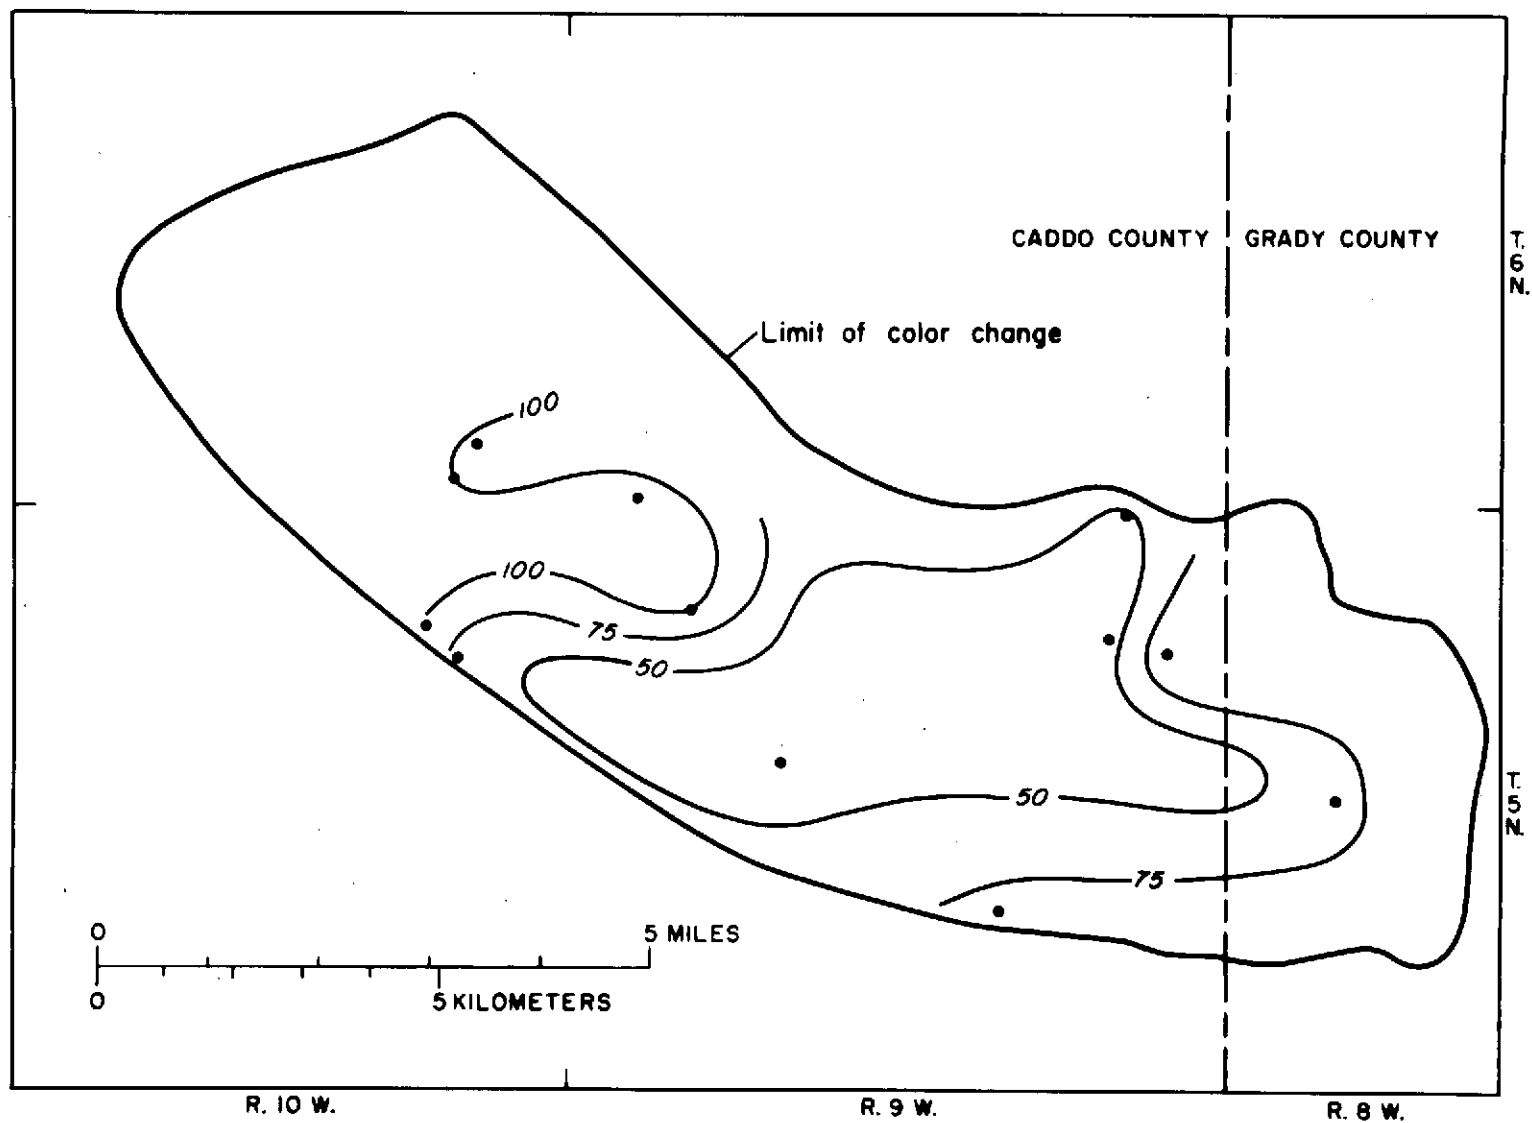 CADDO COUNTY
GRADY COUNTY
T.
6
N.
Limit of color change
100
100
75
50
50
75
T.
5
N.
0
5 MILES
0
5 KILOMETERS
R. 10 W.
R. 9 W.
R. 8 W.